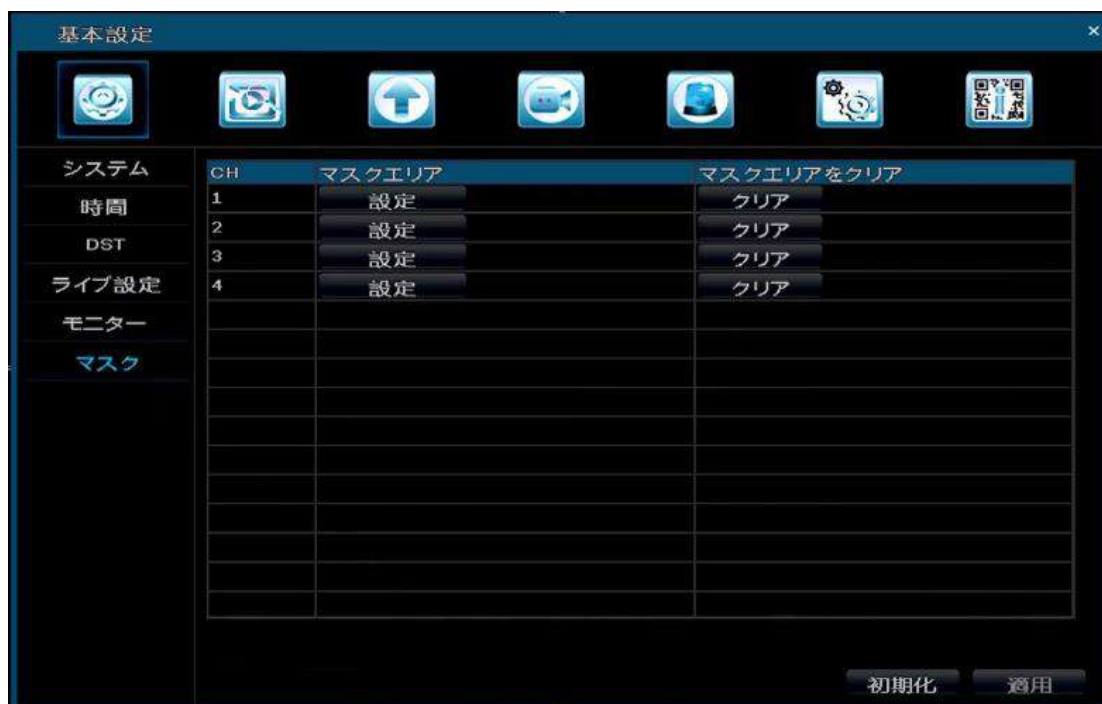 基本設定
×
システム
時間
DST
ライブ設定
モニター
マスク
CH マスクエリア マスクエリアをクリア
1 設定 クリア
2 設定 クリア
3 設定 クリア
4 設定 クリア
初期化 適用